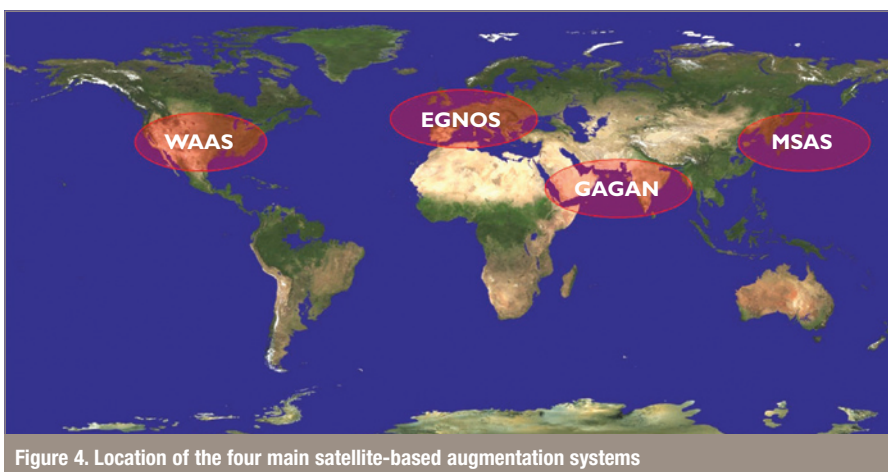 EGNOS
WAAS
MSAS
GAGAN
Figure 4. Location of the four main satellite-based augmentation systems